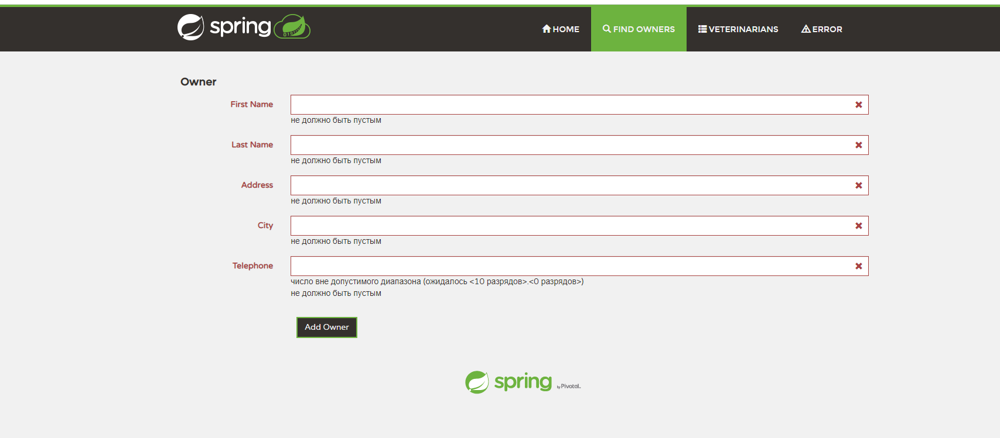 spring
HOME
FIND OWNERS
VETERINARIANS
ERROR
Owner
First Name
не должно быть пустым
Last Name
не должно быть пустым
Address
не должно быть пустым
City
не должно быть пустым
Telephone
число вне допустимого диапазона (ожидалось <10 разрядов>.<0 разрядов>)
не должно быть пустым
Add Owner
spring by Pivotal.